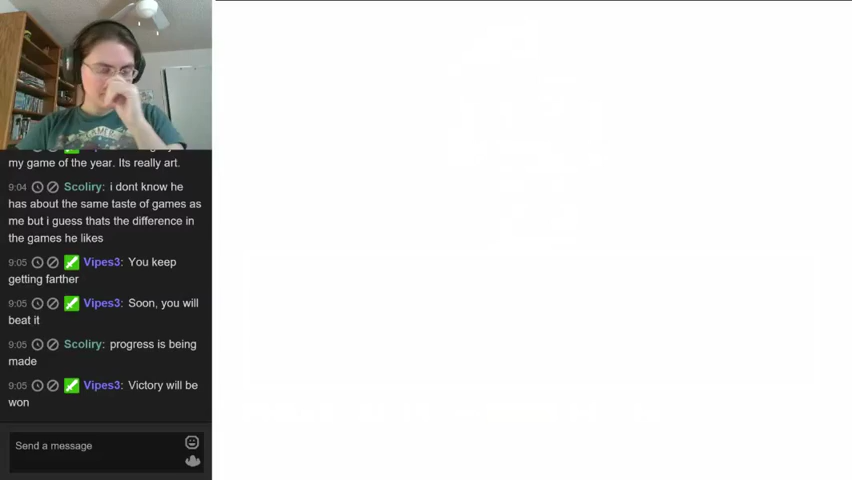 GAMER
my game of the year. Its really art.
9:04 Scoliry: i dont know he
has about the same taste of games as
me but i guess thats the difference in
the games he likes
9:05 Vipes3: You keep
getting farther
9:05 Vipes3: Soon, you will
beat it
9:05 Scoliry: progress is being
made
9:05 Vipes3: Victory will be
won
Send a message